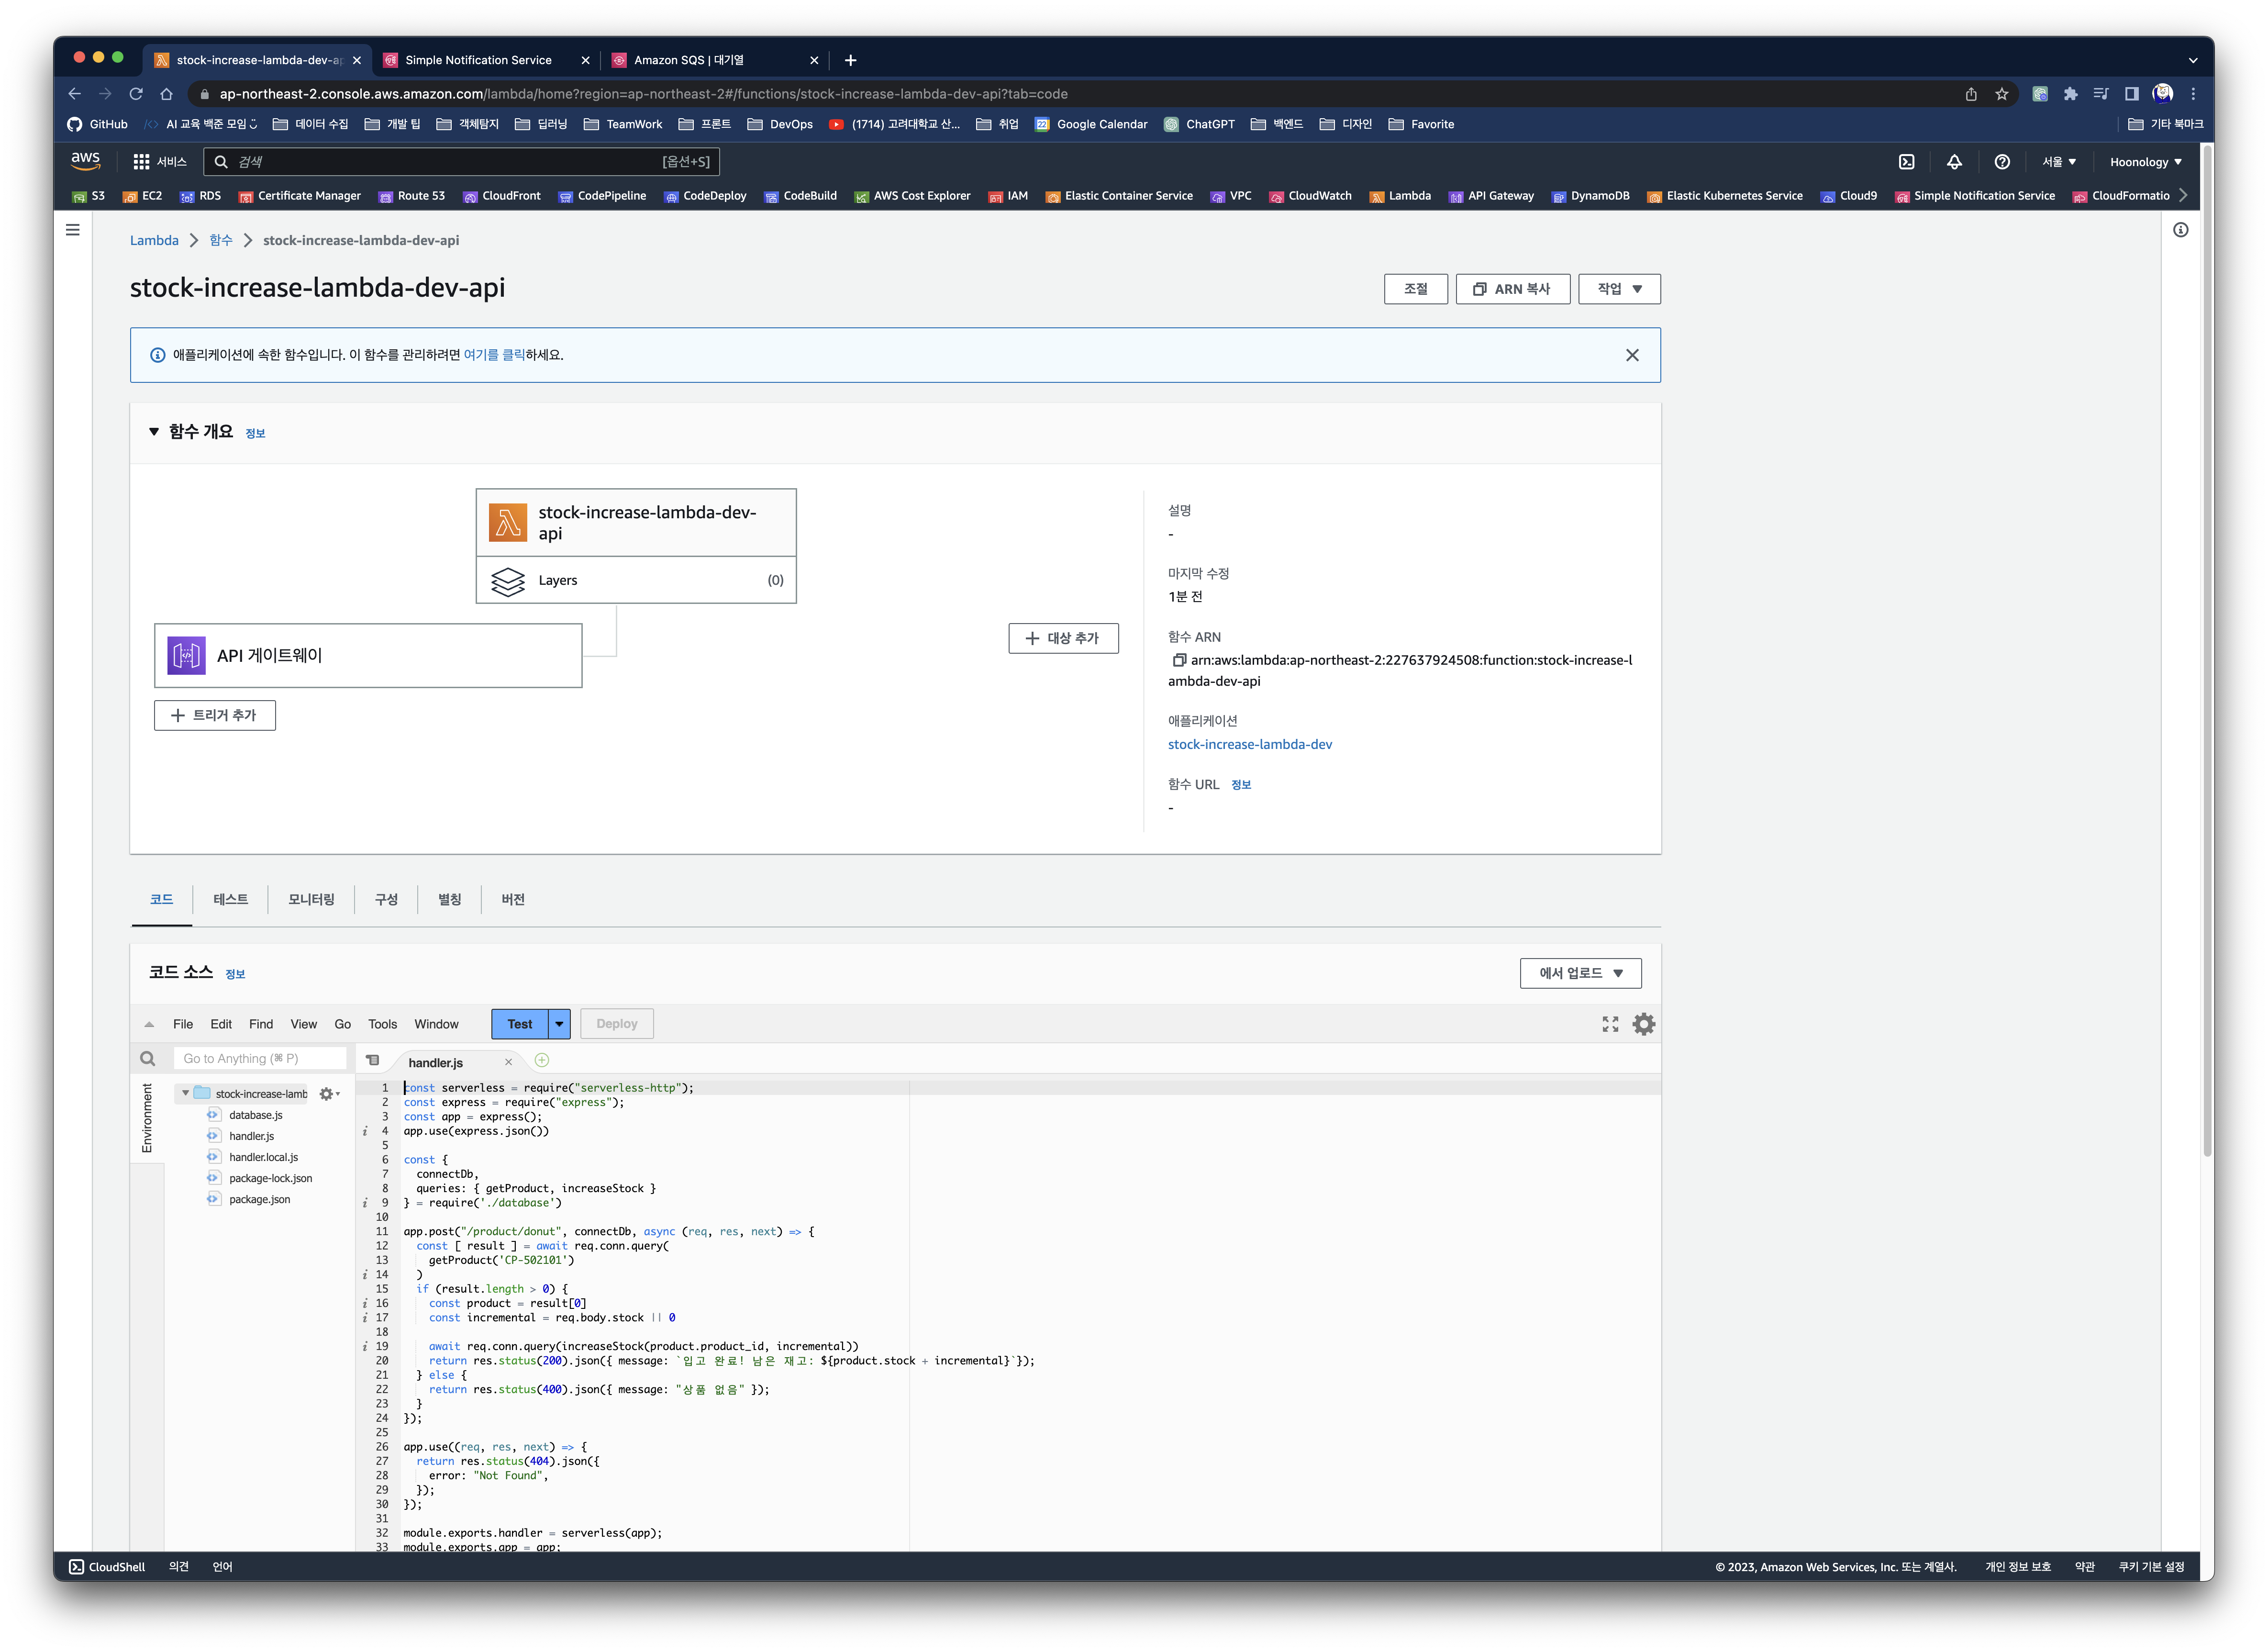 stock-increase-lambda-dev-ap
Simple Notification Service
Amazon SQS | 대기열
ap-northeast-2.console.aws.amazon.com/lambda/home?region=ap-northeast-2#/functions/stock-increase-lambda-dev-api?tab=code
GitHub
AI 교육 백준 모임
데이터 수집
개발 팁
객체탐지
딥러닝
TeamWork
프론트
DevOps
(1714) 고려대학교 산...
취업
Google Calendar
ChatGPT
백엔드
디자인
Favorite
기타 북마크
aws
서비스
검색
[옵션+S]
서울 ▼
Hoonology ▼
S3
EC2
RDS
Certificate Manager
Route 53
CloudFront
CodePipeline
CodeDeploy
CodeBuild
AWS Cost Explorer
IAM
Elastic Container Service
VPC
CloudWatch
Lambda
API Gateway
DynamoDB
Elastic Kubernetes Service
Cloud9
Simple Notification Service
CloudFormatio
Lambda > 함수 > stock-increase-lambda-dev-api
stock-increase-lambda-dev-api
조절
ARN 복사
작업 ▼
애플리케이션에 속한 함수입니다. 이 함수를 관리하려면 여기를 클릭하세요.
▼ 함수 개요 정보
stock-increase-lambda-dev-
api
Layers (0)
API 게이트웨이
+ 트리거 추가
+ 대상 추가
설명
-
마지막 수정
1분 전
함수 ARN
arn:aws:lambda:ap-northeast-2:227637924508:function:stock-increase-l
ambda-dev-api
애플리케이션
stock-increase-lambda-dev
함수 URL 정보
-
코드
테스트
모니터링
구성
별칭
버전
코드 소스 정보
에서 업로드 ▼
File Edit Find View Go Tools Window
Test
Deploy
Go to Anything (⌘ P)
Environment
stock-increase-lamb
database.js
handler.js
handler.local.js
package-lock.json
package.json
handler.js
1 const serverless = require("serverless-http");
2 const express = require("express");
3 const app = express();
4 app.use(express.json())
5
6 const {
7   connectDb,
8   queries: { getProduct, increaseStock }
9 } = require('./database')
10
11 app.post("/product/donut", connectDb, async (req, res, next) => {
12   const [ result ] = await req.conn.query(
13     getProduct('CP-502101')
14   )
15   if (result.length > 0) {
16     const product = result[0]
17     const incremental = req.body.stock || 0
18
19     await req.conn.query(increaseStock(product.product_id, incremental))
20     return res.status(200).json({ message: `입고 완료! 남은 재고: ${product.stock + incremental}`});
21   } else {
22     return res.status(400).json({ message: "상품 없음" });
23   }
24 });
25
26 app.use((req, res, next) => {
27   return res.status(404).json({
28     error: "Not Found",
29   });
30 });
31
32 module.exports.handler = serverless(app);
33 module.exports.app = app;
CloudShell
의견
언어
© 2023, Amazon Web Services, Inc. 또는 계열사.
개인 정보 보호
약관
쿠키 기본 설정